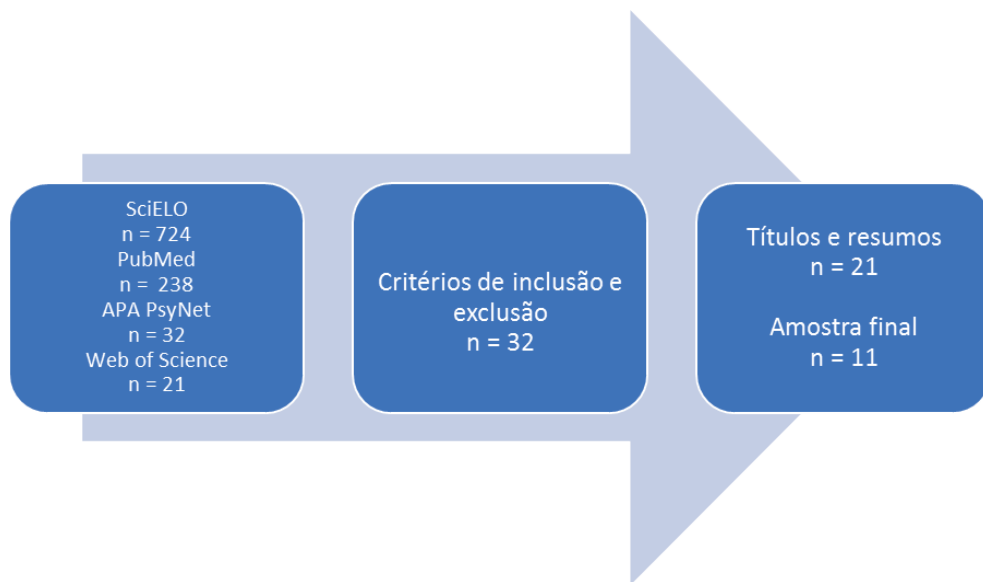 SciELO
n = 724
PubMed
n = 238
APA PsyNet
n = 32
Web of Science
n = 21
Critérios de inclusão e
exclusão
n = 32
Títulos e resumos
n = 21
Amostra final
n = 11